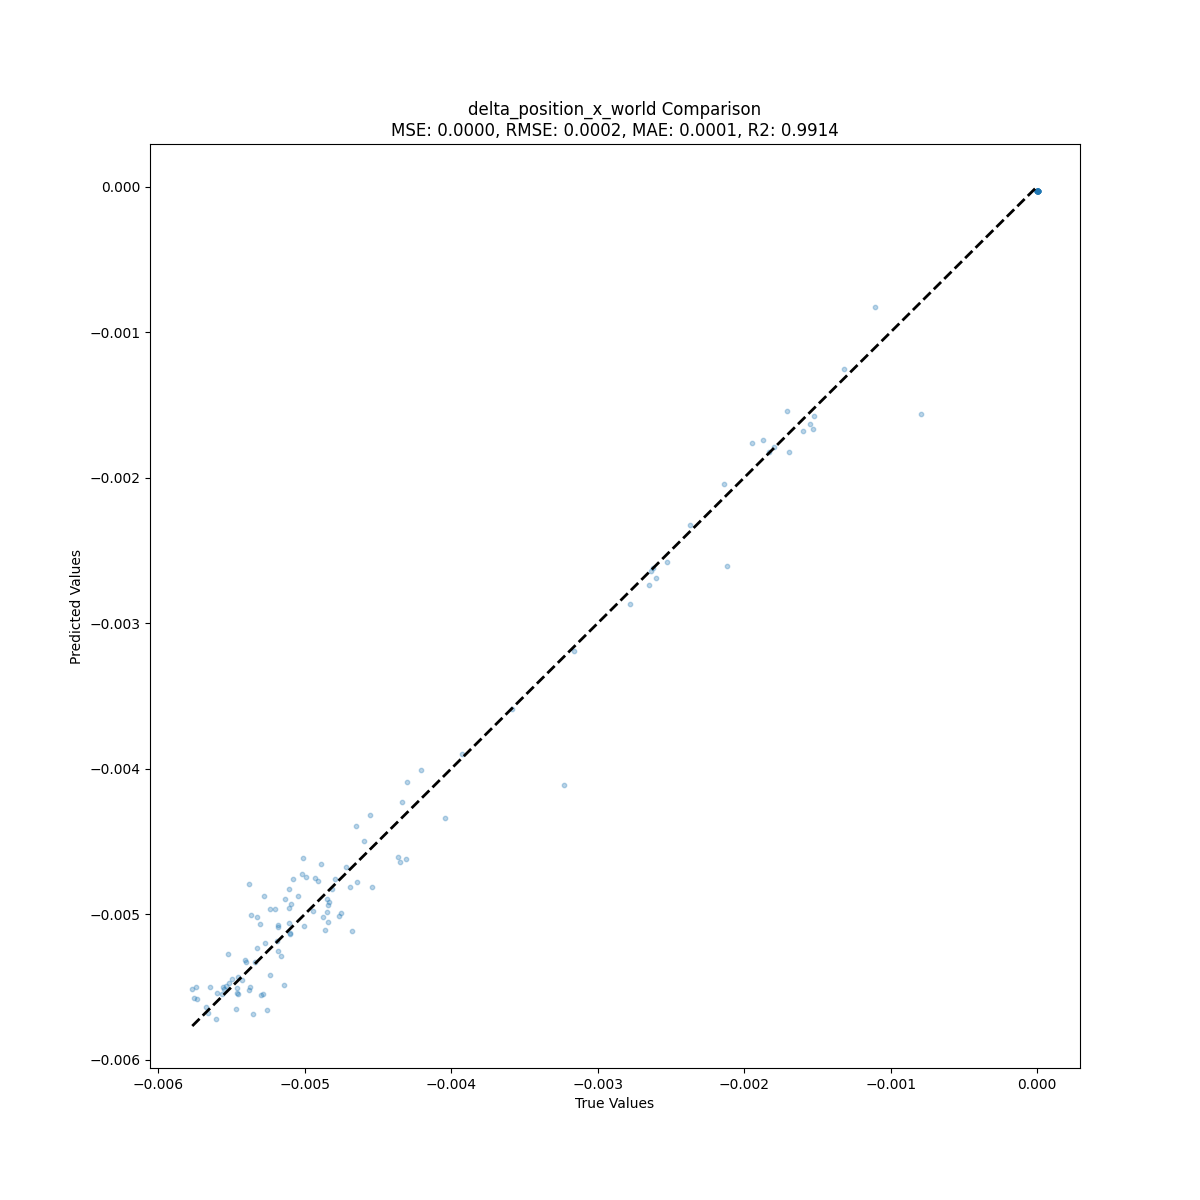 delta_position_x_world Comparison
MSE: 0.0000, RMSE: 0.0002, MAE: 0.0001, R2: 0.9914
0.000
−0.001
−0.002
−0.003
−0.004
−0.005
−0.006
Predicted Values
−0.006 −0.005 −0.004 −0.003 −0.002 −0.001 0.000
True Values